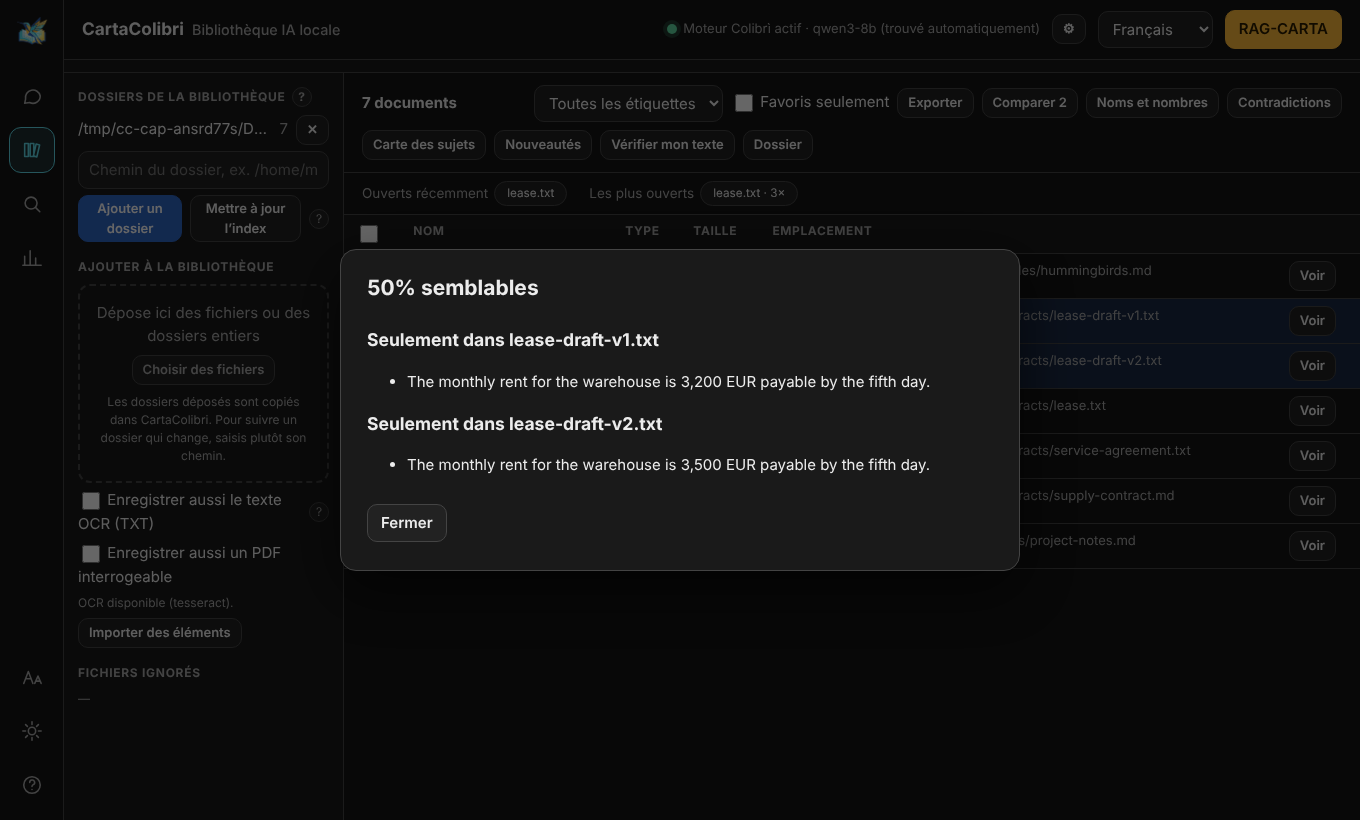 CartaColibri Bibliothèque IA locale
Moteur Colibri actif · qwen3-8b (trouvé automatiquement)
Français
RAG-CARTA
DOSSIERS DE LA BIBLIOTHÈQUE ?
/tmp/cc-cap-ansrd77s/D... 7 ×
Chemin du dossier, ex. /home/m
Ajouter un
dossier
Mettre à jour
l'index
?
AJOUTER À LA BIBLIOTHÈQUE
Dépose ici des fichiers ou des
dossiers entiers
Choisir des fichiers
Les dossiers déposés sont copiés
dans CartaColibri. Pour suivre un
dossier qui change, saisis plutôt son
chemin.
Enregistrer aussi le texte
OCR (TXT)
?
Enregistrer aussi un PDF
interrogeable
OCR disponible (tesseract).
Importer des éléments
FICHIERS IGNORÉS
—
7 documents
Toutes les étiquettes
Favoris seulement
Exporter
Comparer 2
Noms et nombres
Contradictions
Carte des sujets
Nouveautés
Vérifier mon texte
Dossier
Ouverts récemment lease.txt Les plus ouverts lease.txt · 3×
NOM TYPE TAILLE EMPLACEMENT
es/hummingbirds.md Voir
racts/lease-draft-v1.txt Voir
racts/lease-draft-v2.txt Voir
racts/lease.txt Voir
racts/service-agreement.txt Voir
racts/supply-contract.md Voir
s/project-notes.md Voir
50% semblables
Seulement dans lease-draft-v1.txt
• The monthly rent for the warehouse is 3,200 EUR payable by the fifth day.
Seulement dans lease-draft-v2.txt
• The monthly rent for the warehouse is 3,500 EUR payable by the fifth day.
Fermer
AA
?